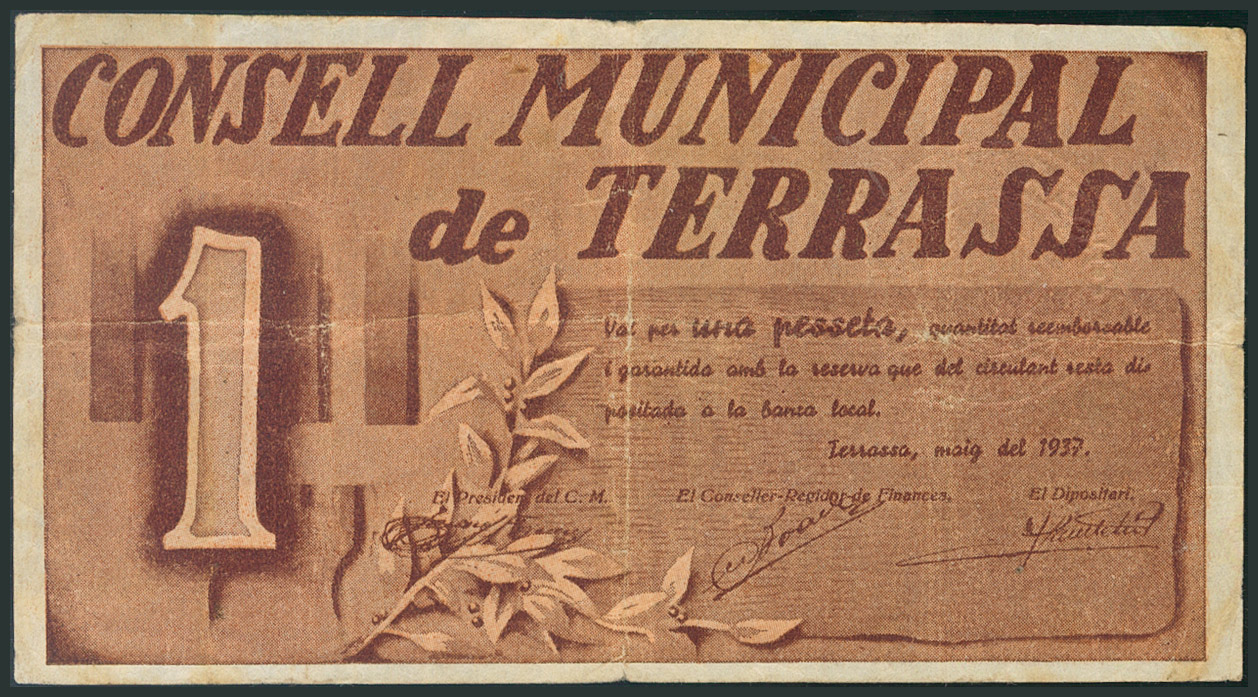 CONSELL MUNICIPAL
de TERRASSA
1
Val per una pesseta, quantitat reemborsable
i garantida amb la reserva que del circulant resta di-
positada a la banca local.
Terrassa, maig del 1937.
El President del C. M. El Conseller-Regidor de Finances, El Dipositari,